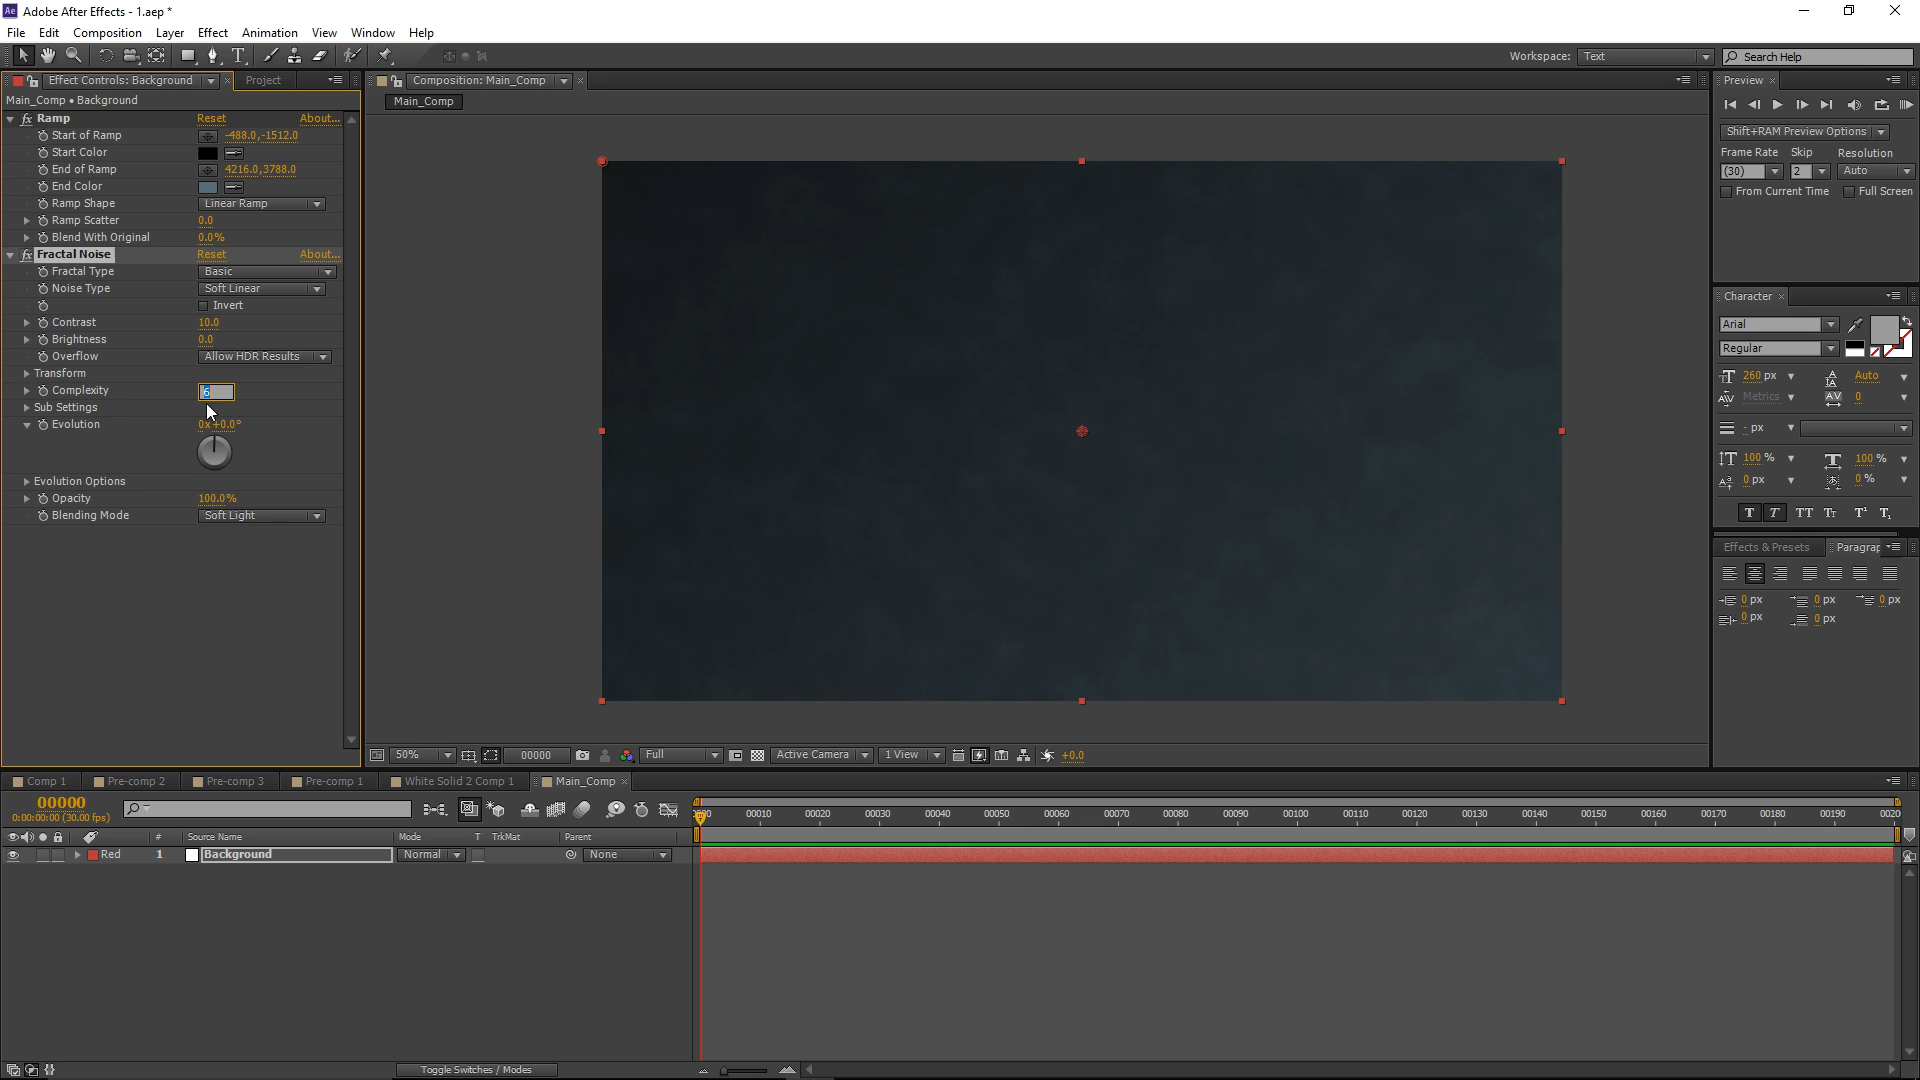 Adobe After Effects - 1.aep *
File Edit Composition Layer Effect Animation View Window Help
Workspace: Text Search Help
Effect Controls: Background Project
Main_Comp • Background
fx Ramp Reset About...
Start of Ramp -488.0,-1512.0
Start Color
End of Ramp 4216.0,3788.0
End Color
Ramp Shape Linear Ramp
Ramp Scatter 0.0
Blend With Original 0.0%
fx Fractal Noise Reset About...
Fractal Type Basic
Noise Type Soft Linear
Invert
Contrast 10.0
Brightness 0.0
Overflow Allow HDR Results
Transform
Complexity 6
Sub Settings
Evolution 0x+0.0°
Evolution Options
Opacity 100.0%
Blending Mode Soft Light
Composition: Main_Comp
Main_Comp
50% 00000 Full Active Camera 1 View +0.0
Preview
Shift+RAM Preview Options
Frame Rate Skip Resolution
(30) 2 Auto
From Current Time Full Screen
Character
Arial
Regular
260 px Auto
Metrics 0
- px
100 % 100 %
0 px 0 %
T T TT Tt T¹ T,
Effects & Presets Paragrap
0 px 0 px 0 px
0 px 0 px
Comp 1 Pre-comp 2 Pre-comp 3 Pre-comp 1 White Solid 2 Comp 1 Main_Comp
00000
0:00:00:00 (30.00 fps)
00010 00020 00030 00040 00050 00060 00070 00080 00090 00100 00110 00120 00130 00140 00150 00160 00170 00180 00190 0020
# Source Name Mode T TrkMat Parent
Red 1 Background Normal None
Toggle Switches / Modes